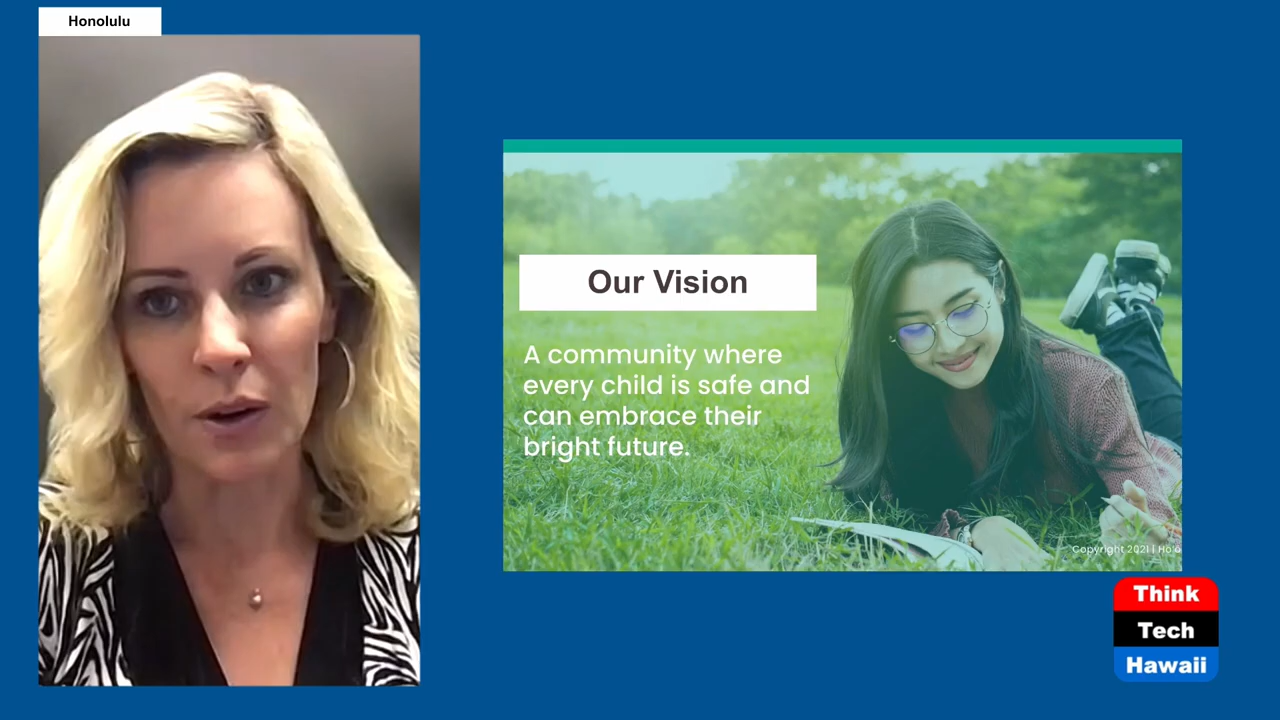 Honolulu
Our Vision
A community where
every child is safe and
can embrace their
bright future.
Copyright 2021 |
Think
Tech
Hawaii